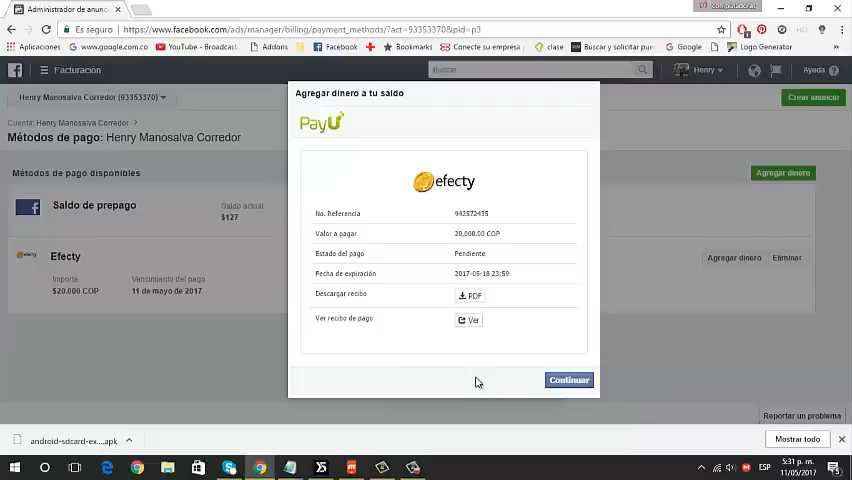 Administrador de anunc
computadoras
Es seguro
https://www.facebook.com/ads/manager/billing/payment_methods/?act=93353370&pid=p3
Aplicaciones
www.google.com.co
YouTube - Broadcast
Addons
Facebook
Bookmarks
Conecte su empresa
clase
Buscar y solicitar pues
Google
Logo Generator
Facturación
Buscar
Henry
Ayuda
Henry Manosalva Corredor (93353370)
Crear anuncio
Cuenta: Henry Manosalva Corredor
Métodos de pago: Henry Manosalva Corredor
Métodos de pago disponibles
Agregar dinero
Saldo de prepago
Saldo actual
$127
Efecty
Agregar dinero
Eliminar
Importe
Vencimiento del pago
$20.000 COP
11 de mayo de 2017
Agregar dinero a tu saldo
PayU
efecty
No. Referencia
942572435
Valor a pagar
20,000.00 COP
Estado del pago
Pendiente
Fecha de expiración
2017-05-18 23:59
Descargar recibo
PDF
Ver recibo de pago
Ver
Continuar
Reportar un problema
android-sdcard-ex....apk
Mostrar todo
ESP
5:31 p. m.
11/05/2017